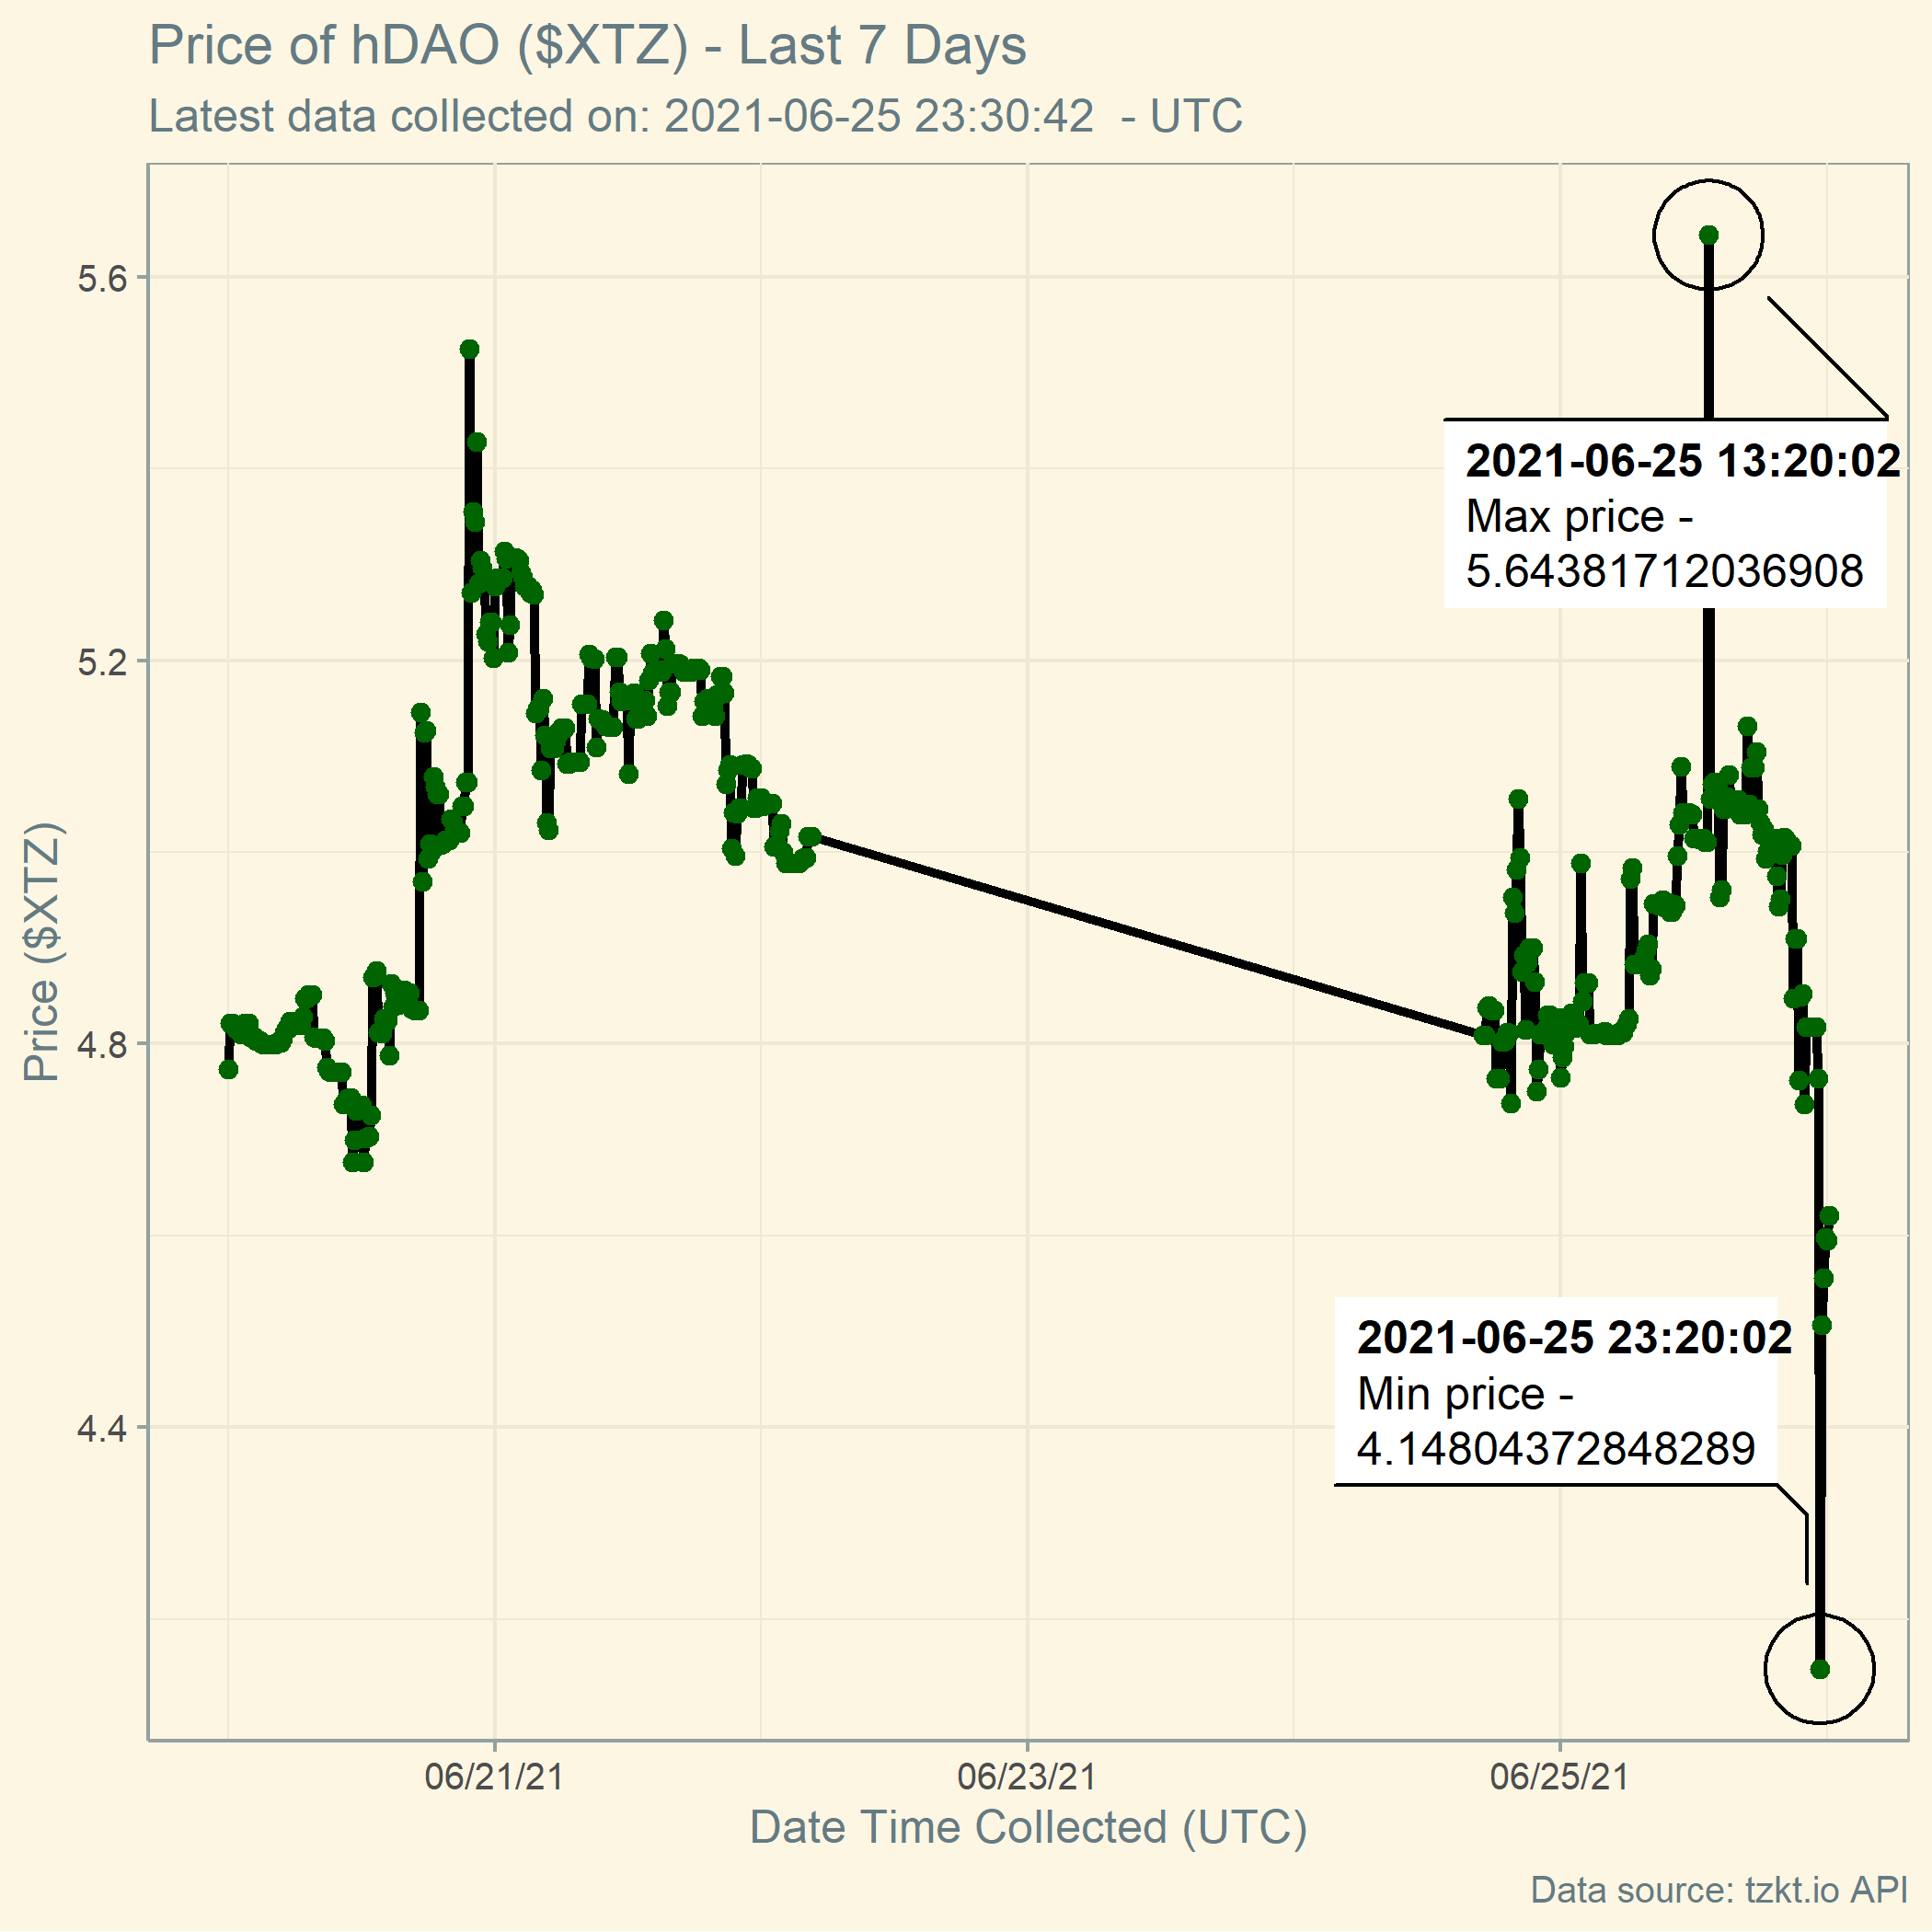 Price of hDAO ($XTZ) - Last 7 Days
Latest data collected on: 2021-06-25 23:30:42  - UTC
5.6
5.2
4.8
4.4
Price ($XTZ)
2021-06-25 13:20:02
Max price -
5.64381712036908
2021-06-25 23:20:02
Min price -
4.14804372848289
06/21/21
06/23/21
06/25/21
Date Time Collected (UTC)
Data source: tzkt.io API